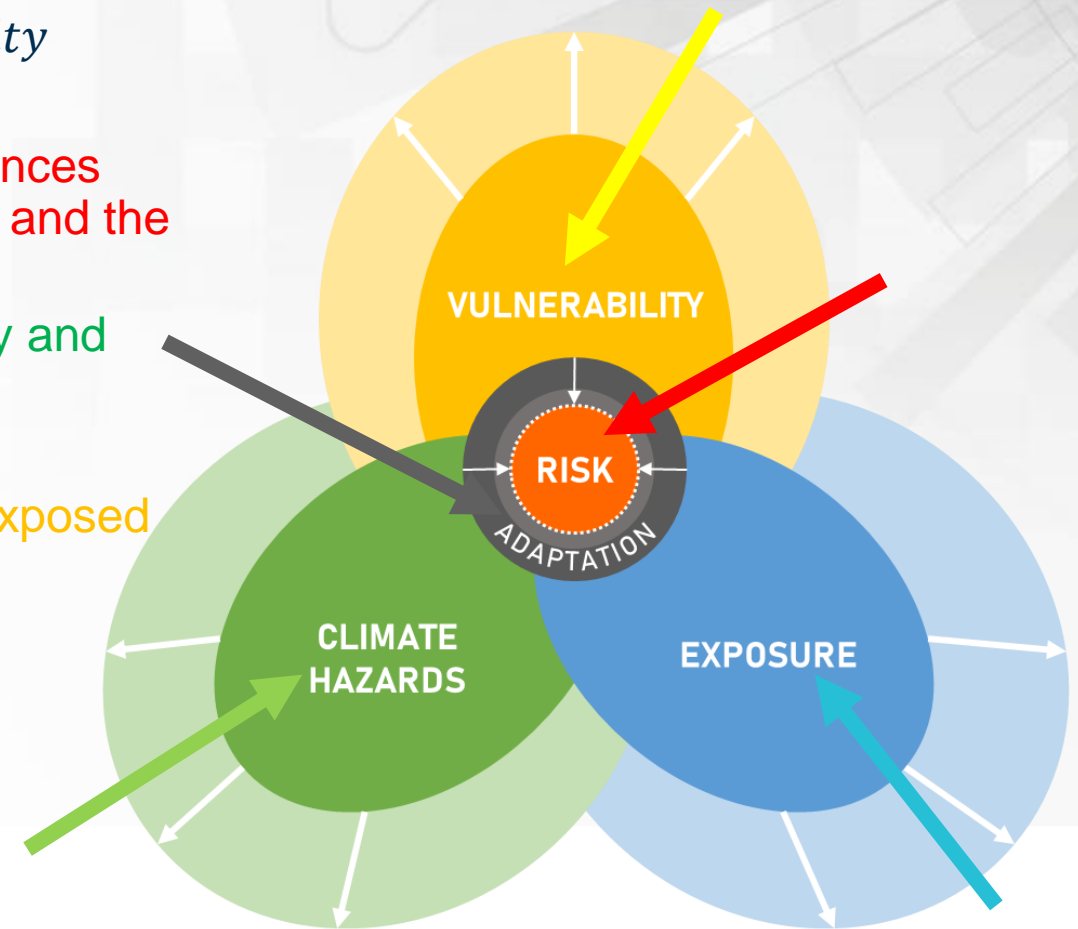 ty
nces
and the
y and
xposed
VULNERABILITY
RISK
ADAPTATION
CLIMATE
HAZARDS
EXPOSURE